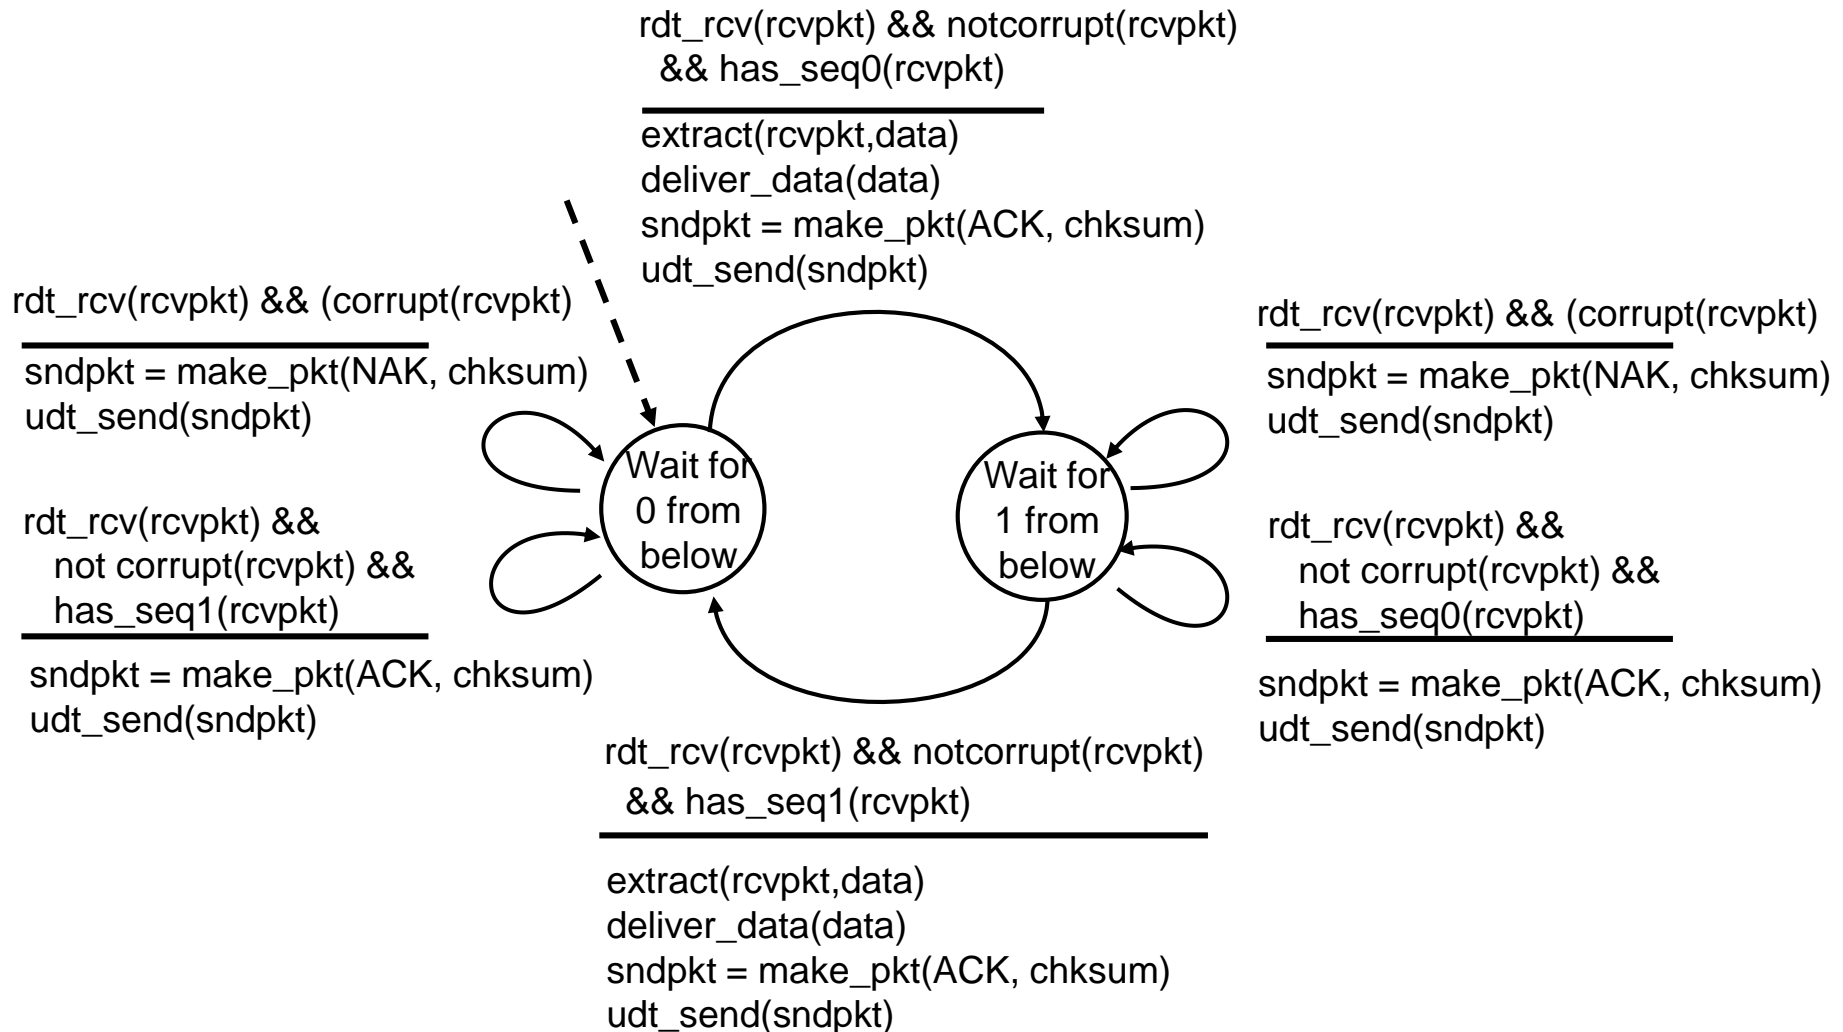 rdt_rcv(rcvpkt) && notcorrupt(rcvpkt)
&& has_seq0(rcvpkt)
extract(rcvpkt,data)
deliver_data(data)
sndpkt = make_pkt(ACK, chksum)
udt_send(sndpkt)
rdt_rcv(rcvpkt) && (corrupt(rcvpkt)
sndpkt = make_pkt(NAK, chksum)
udt_send(sndpkt)
rdt_rcv(rcvpkt) &&
not corrupt(rcvpkt) &&
has_seq1(rcvpkt)
sndpkt = make_pkt(ACK, chksum)
udt_send(sndpkt)
Wait for
0 from
below
Wait for
1 from
below
rdt_rcv(rcvpkt) && (corrupt(rcvpkt)
sndpkt = make_pkt(NAK, chksum)
udt_send(sndpkt)
rdt_rcv(rcvpkt) &&
not corrupt(rcvpkt) &&
has_seq0(rcvpkt)
sndpkt = make_pkt(ACK, chksum)
udt_send(sndpkt)
rdt_rcv(rcvpkt) && notcorrupt(rcvpkt)
&& has_seq1(rcvpkt)
extract(rcvpkt,data)
deliver_data(data)
sndpkt = make_pkt(ACK, chksum)
udt_send(sndpkt)